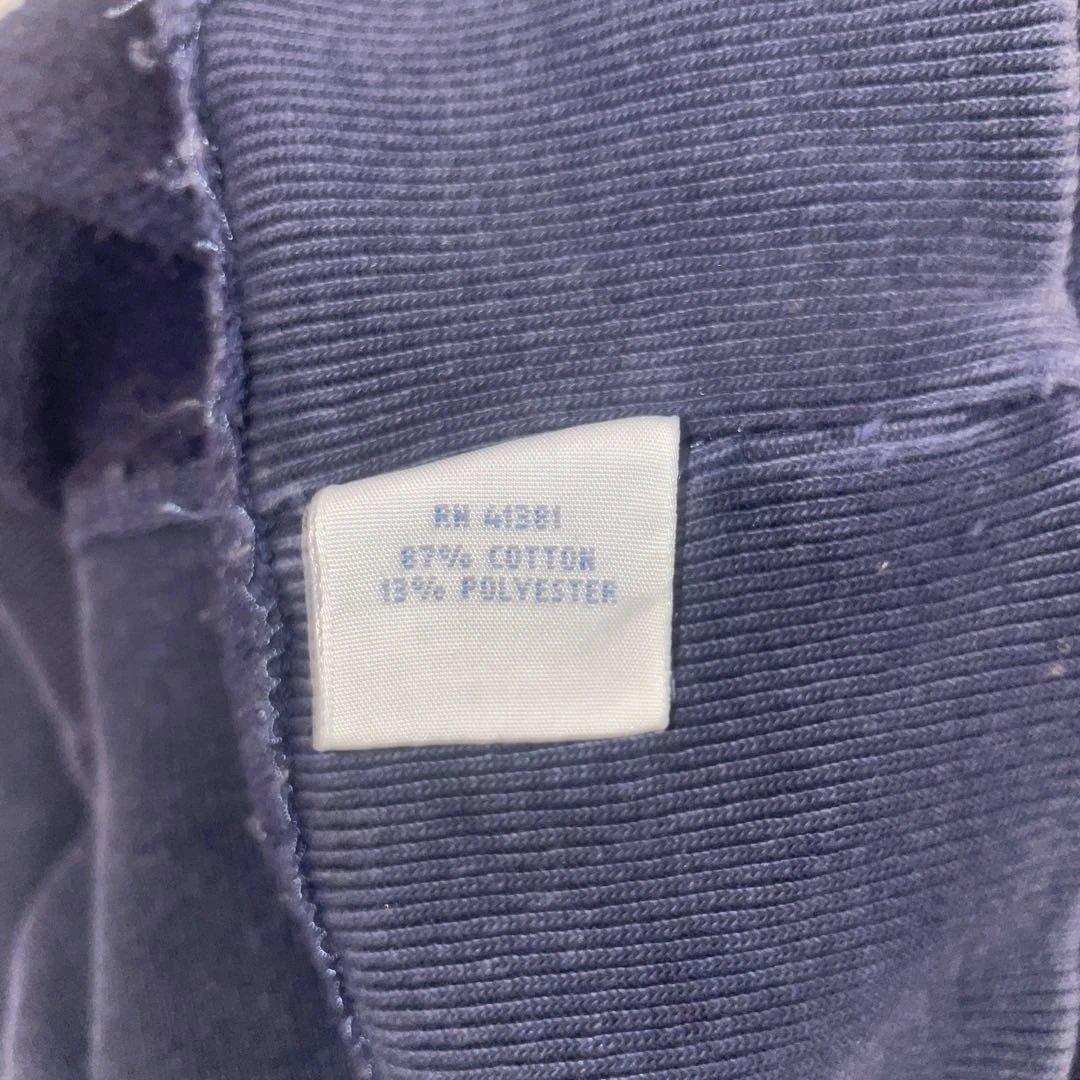 RN 41381
87% COTTON
13% POLYESTER